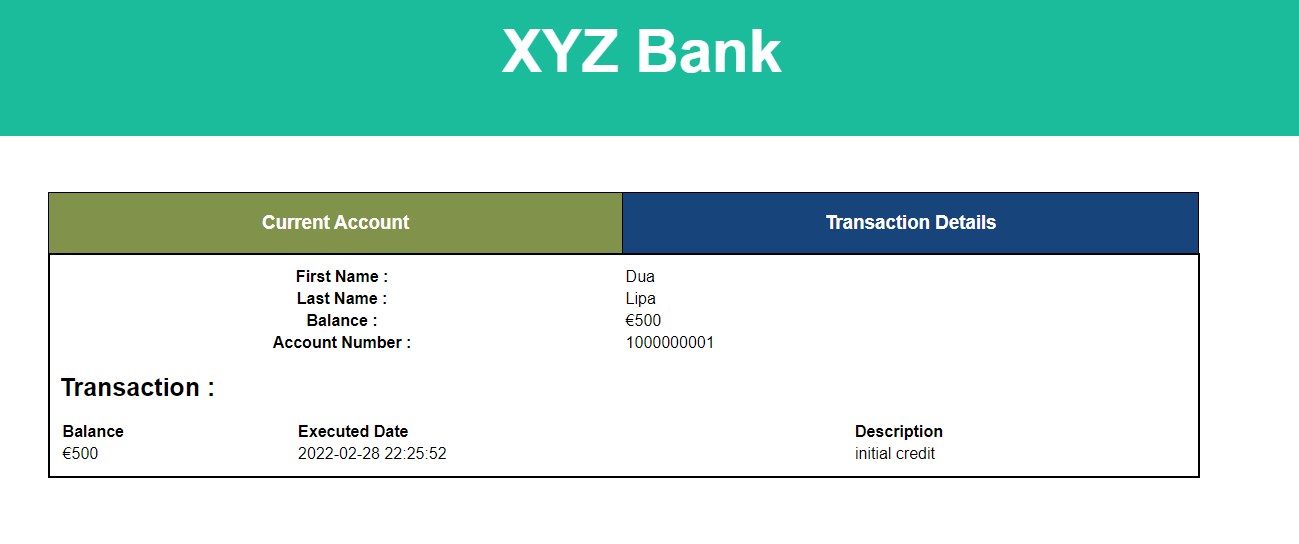 XYZ Bank
Current Account Transaction Details
First Name : Dua
Last Name : Lipa
Balance : €500
Account Number : 1000000001
Transaction :
Balance Executed Date Description
€500 2022-02-28 22:25:52 initial credit